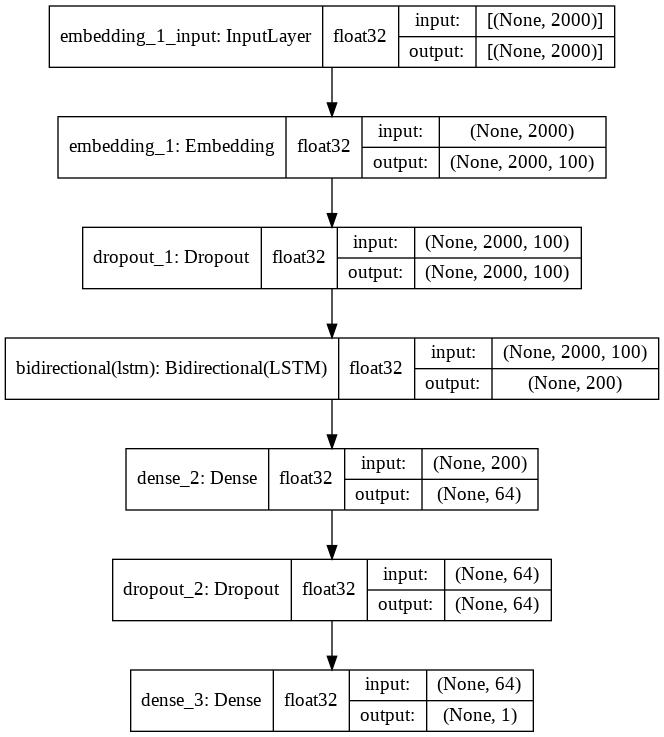 embedding_1_input: InputLayer float32 input: [(None, 2000)]
output: [(None, 2000)]
embedding_1: Embedding float32 input: (None, 2000)
output: (None, 2000, 100)
dropout_1: Dropout float32 input: (None, 2000, 100)
output: (None, 2000, 100)
bidirectional(lstm): Bidirectional(LSTM) float32 input: (None, 2000, 100)
output: (None, 200)
dense_2: Dense float32 input: (None, 200)
output: (None, 64)
dropout_2: Dropout float32 input: (None, 64)
output: (None, 64)
dense_3: Dense float32 input: (None, 64)
output: (None, 1)